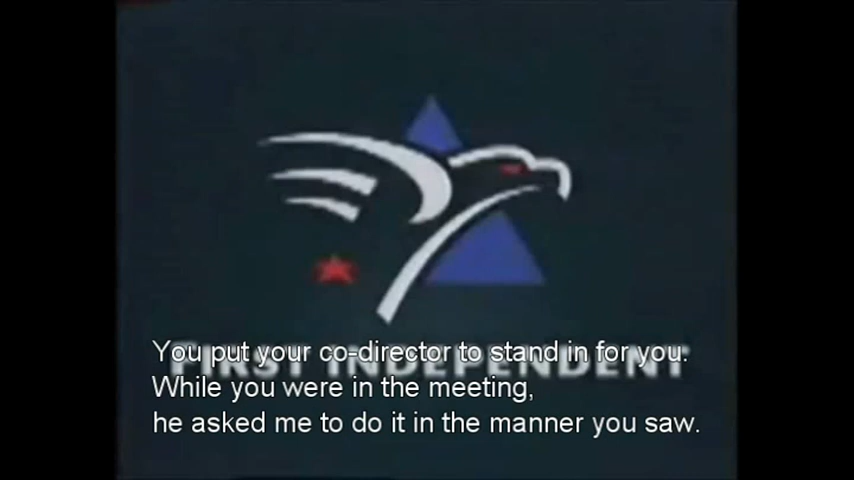 You put your co-director to stand in for you.
FIRST INDEPENDENT
While you were in the meeting,
he asked me to do it in the manner you saw.